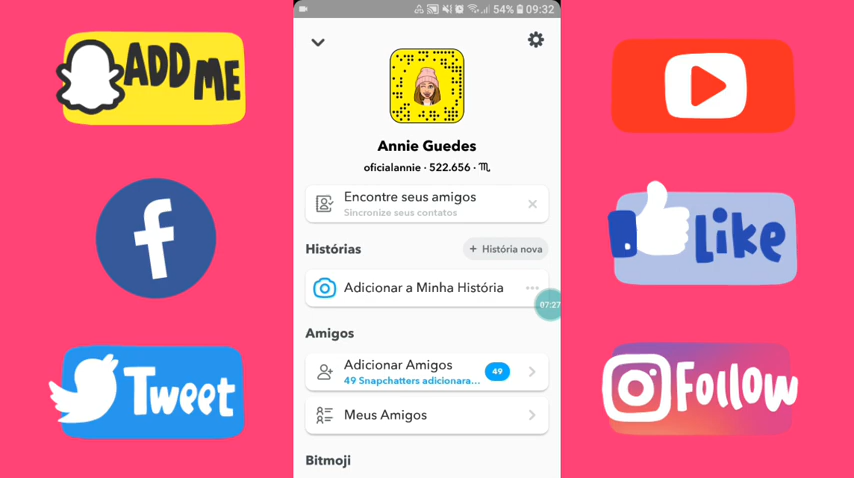 54% 09:32
ADD ME
Annie Guedes
oficialannie · 522.656 · ♏
Encontre seus amigos
Sincronize seus contatos
Histórias
+ História nova
Adicionar a Minha História
07:27
Amigos
Adicionar Amigos
49 Snapchatters adicionara...
49
Meus Amigos
Bitmoji
Tweet
Like
Follow